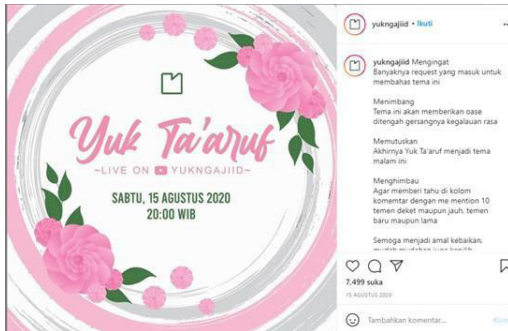 Yuk Ta'aruf
~LIVE ON YUKNGAJIID~
SABTU, 15 AGUSTUS 2020
20:00 WIB
yukngajiid • Ikuti
yukngajiid Mengingat
Banyaknya request yang masuk untuk
membahas tema ini
Menimbang
Tema ini akan memberikan oase
ditengah gersangnya kegalauan rasa
Memutuskan
Akhirnya Yuk Ta'aruf menjadi tema
malam ini
Menghimbau
Agar memberi tahu di kolom
komemtar dengan me mention 10
temen deket maupun jauh, temen
baru maupun lama
Semoga menjadi amal kebaikan,
7.499 suka
15 AGUSTUS 2020
Tambahkan komentar...